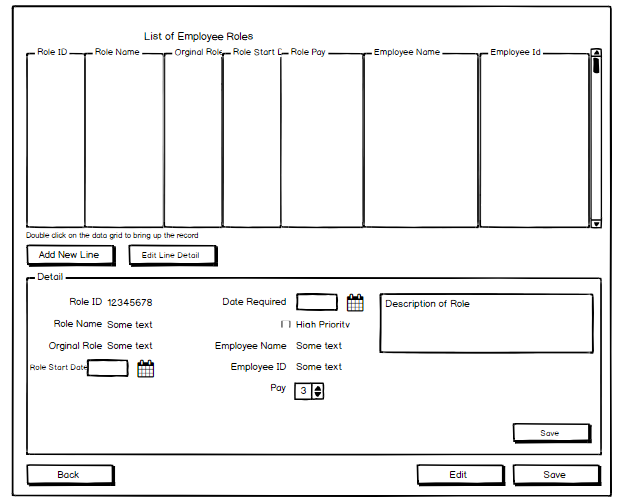 List of Employee Roles
Role ID Role Name Orginal Role Role Start D Role Pay Employee Name Employee Id
Double click on the data grid to bring up the record
Add New Line Edit Line Detail
Detail
Role ID 12345678 Date Required Description of Role
Role Name Some text High Priority
Orginal Role Some text Employee Name Some text
Role Start Date Employee ID Some text
Pay 3
Save
Back Edit Save